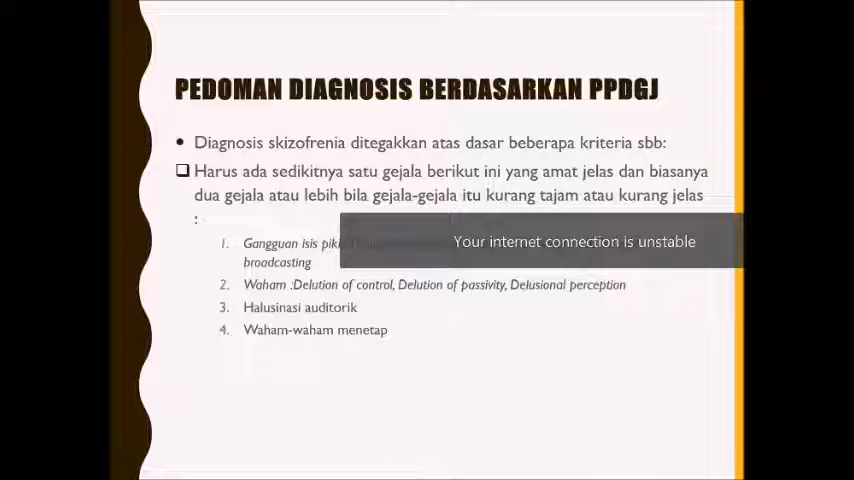 PEDOMAN DIAGNOSIS BERDASARKAN PPDGJ
• Diagnosis skizofrenia ditegakkan atas dasar beberapa kriteria sbb:
❑ Harus ada sedikitnya satu gejala berikut ini yang amat jelas dan biasanya
dua gejala atau lebih bila gejala-gejala itu kurang tajam atau kurang jelas
:
1. Gangguan isis
Your internet connection is unstable
broadcasting
2. Waham :Delution of control, Delution of passivity, Delusional perception
3. Halusinasi auditorik
4. Waham-waham menetap